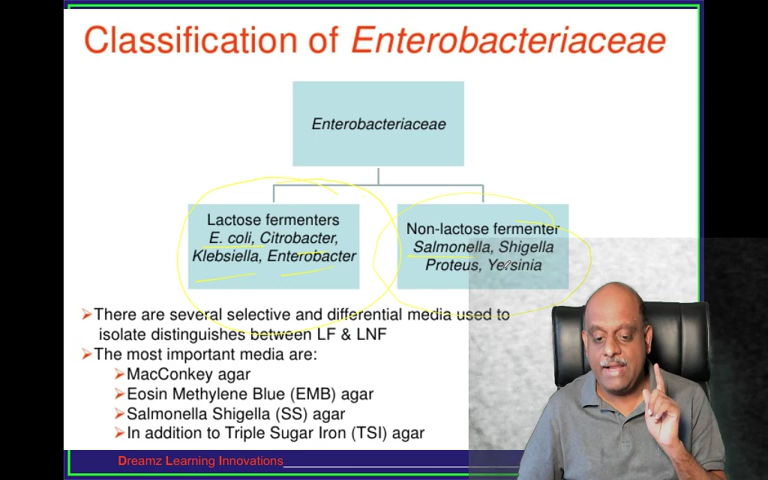 Classification of Enterobacteriaceae
Enterobacteriaceae
Lactose fermenters
E. coli, Citrobacter,
Klebsiella, Enterobacter
Non-lactose fermenter
Salmonella, Shigella
Proteus, Yersinia
There are several selective and differential media used to
isolate distinguishes between LF & LNF
The most important media are:
MacConkey agar
Eosin Methylene Blue (EMB) agar
Salmonella Shigella (SS) agar
In addition to Triple Sugar Iron (TSI) agar
Dreamz Learning Innovations